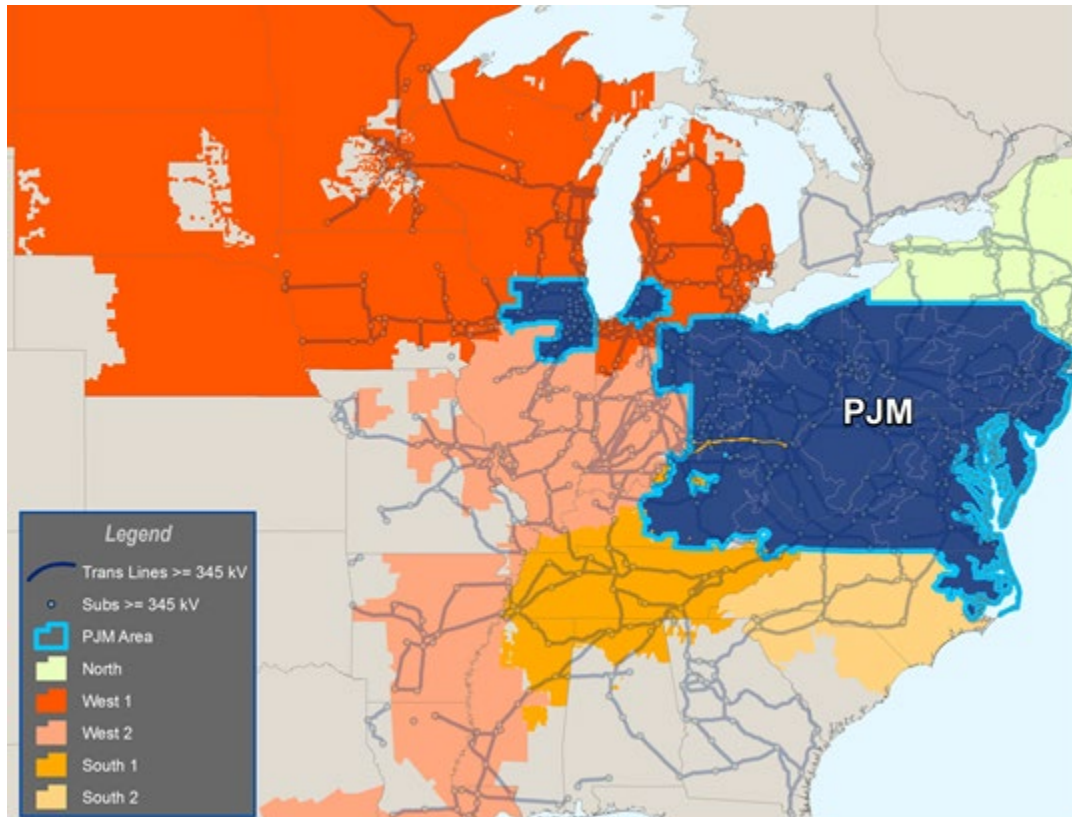 PJM
Legend
Trans Lines >= 345 kV
Subs >= 345 kV
PJM Area
North
West 1
West 2
South 1
South 2